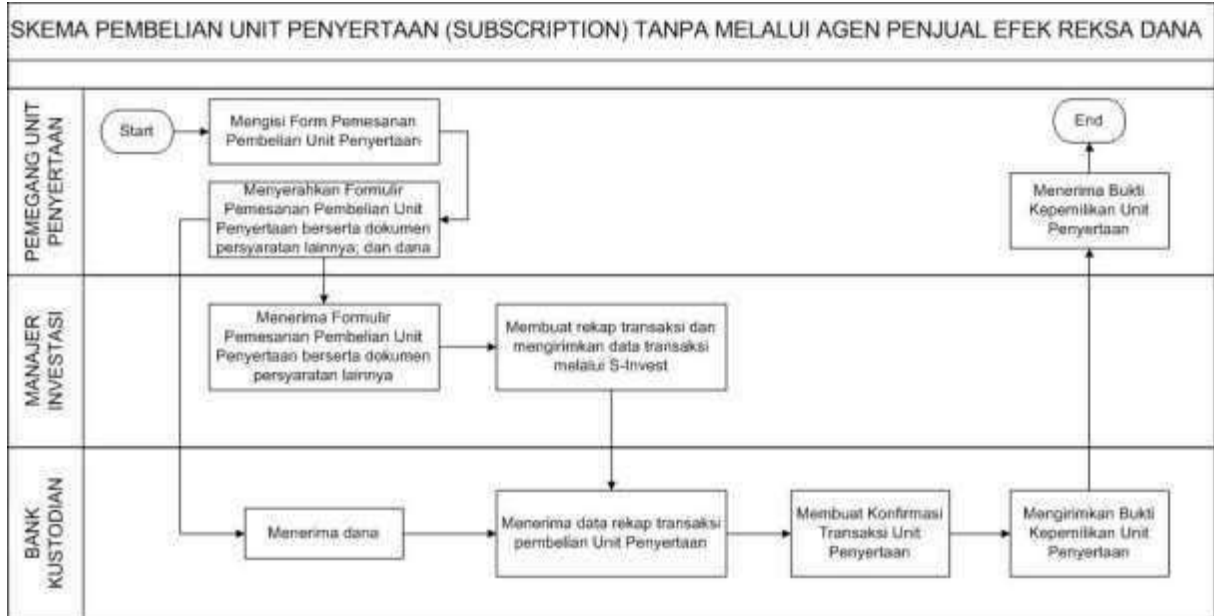 SKEMA PEMBELIAN UNIT PENYERTAAN (SUBSCRIPTION) TANPA MELALUI AGEN PENJUAL EFEK REKSA DANA
PEMEGANG UNIT
PENYERTAAN
Start
Mengisi Form Pemesanan
Pembelian Unit Penyertaan
Menyerahkan Formulir
Pemesanan Pembelian Unit
Penyertaan berserta dokumen
persyaratan lainnya; dan dana
End
Menerima Bukti
Kepemilikan Unit
Penyertaan
MANAJER
INVESTASI
Menerima Formulir
Pemesanan Pembelian Unit
Penyertaan berserta dokumen
persyaratan lainnya
Membuat rekap transaksi dan
mengirimkan data transaksi
melalui S-Invest
BANK
KUSTODIAN
Menerima dana
Menerima data rekap transaksi
pembelian Unit Penyertaan
Membuat Konfirmasi
Transaksi Unit
Penyertaan
Mengirimkan Bukti
Kepemilikan Unit
Penyertaan